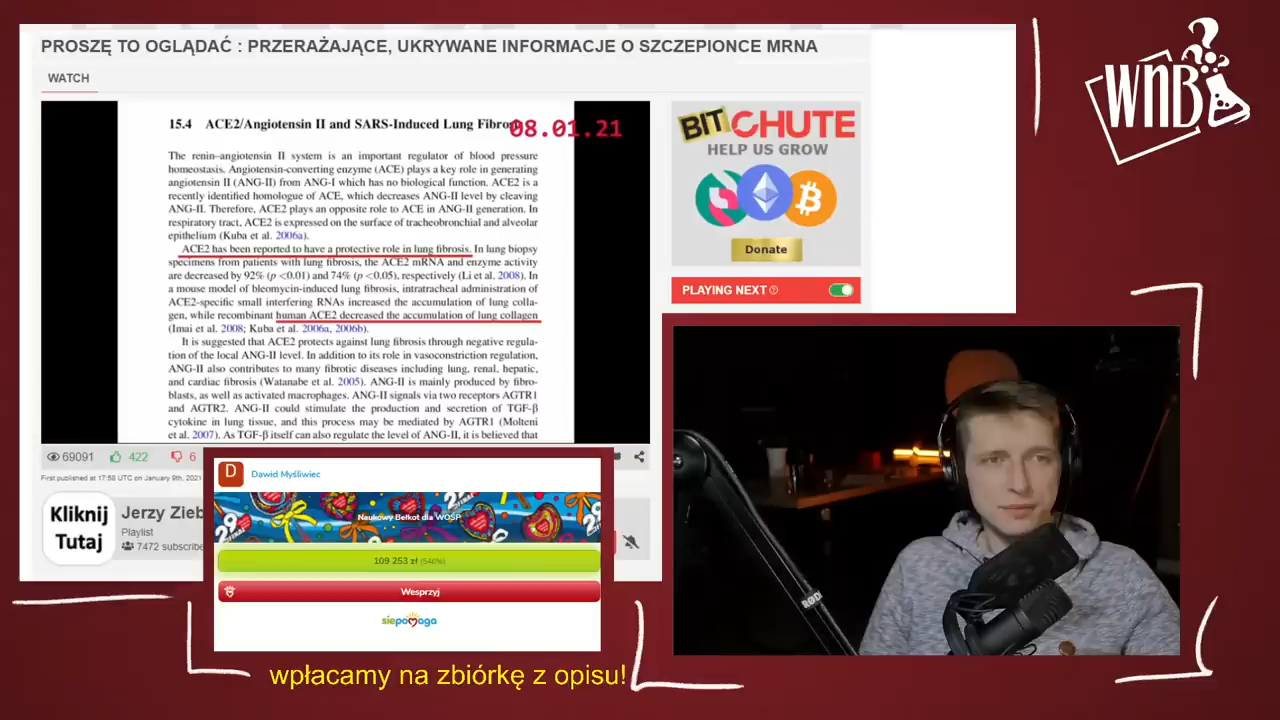 PROSZĘ TO OGLĄDAĆ : PRZERAŻAJĄCE, UKRYWANE INFORMACJE O SZCZEPIONCE MRNA
WATCH
15.4 ACE2/Angiotensin II and SARS-Induced Lung Fibro
08.01.21
The renin–angiotensin II system is an important regulator of blood pressure
homeostasis. Angiotensin-converting enzyme (ACE) plays a key role in generating
angiotensin II (ANG-II) from ANG-I which has no biological function. ACE2 is a
recently identified homologue of ACE, which decreases ANG-II level by cleaving
ANG-II. Therefore, ACE2 plays an opposite role to ACE in ANG-II generation. In
respiratory tract, ACE2 is expressed on the surface of tracheobronchial and alveolar
epithelium (Kuba et al. 2006a).
ACE2 has been reported to have a protective role in lung fibrosis. In lung biopsy
specimens from patients with lung fibrosis, the ACE2 mRNA and enzyme activity
are decreased by 92% (p <0.01) and 74% (p <0.05), respectively (Li et al. 2008). In
a mouse model of bleomycin-induced lung fibrosis, intratracheal administration of
ACE2-specific small interfering RNAs increased the accumulation of lung colla-
gen, while recombinant human ACE2 decreased the accumulation of lung collagen
(Imai et al. 2008; Kuba et al. 2006a, 2006b).
It is suggested that ACE2 protects against lung fibrosis through negative regula-
tion of the local ANG-II level. In addition to its role in vasoconstriction regulation,
ANG-II also contributes to many fibrotic diseases including lung, renal, hepatic,
and cardiac fibrosis (Watanabe et al. 2005). ANG-II is mainly produced by fibro-
blasts, as well as activated macrophages. ANG-II signals via two receptors AGTR1
and AGTR2. ANG-II could stimulate the production and secretion of TGF-β
cytokine in lung tissue, and this process may be mediated by AGTR1 (Molteni
et al. 2007). As TGF-β itself can also regulate the level of ANG-II, it is believed that
69091 422 6
First published at 17:58 UTC on January 9th, 2021
Kliknij
Tutaj
Jerzy Zieb
Playlist
7472 subscribe
BITCHUTE
HELP US GROW
Donate
PLAYING NEXT
WNB
D
Dawid Myśliwiec
Naukowy Bełkot dla WOŚP
109 253 zł (546%)
Wesprzyj
siepomaga
wpłacamy na zbiórkę z opisu!
RODE